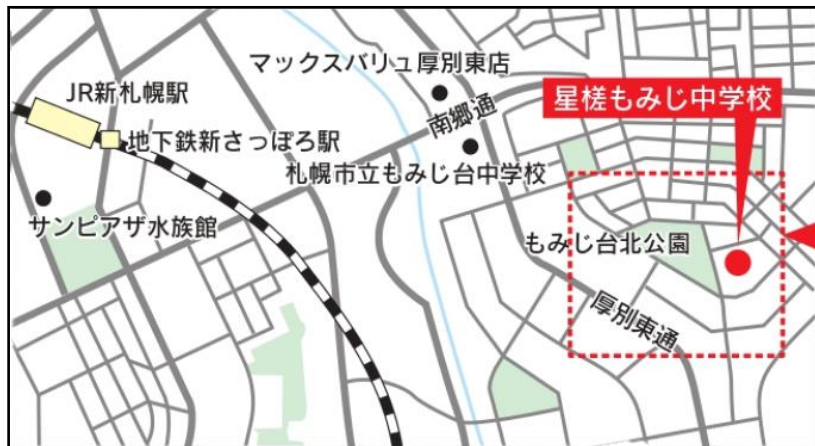 マックスバリュ厚別東店
JR新札幌駅
星槎もみじ中学校
南郷通
地下鉄新さっぽろ駅
札幌市立もみじ台中学校
サンピアザ水族館
もみじ台北公園
厚別東通